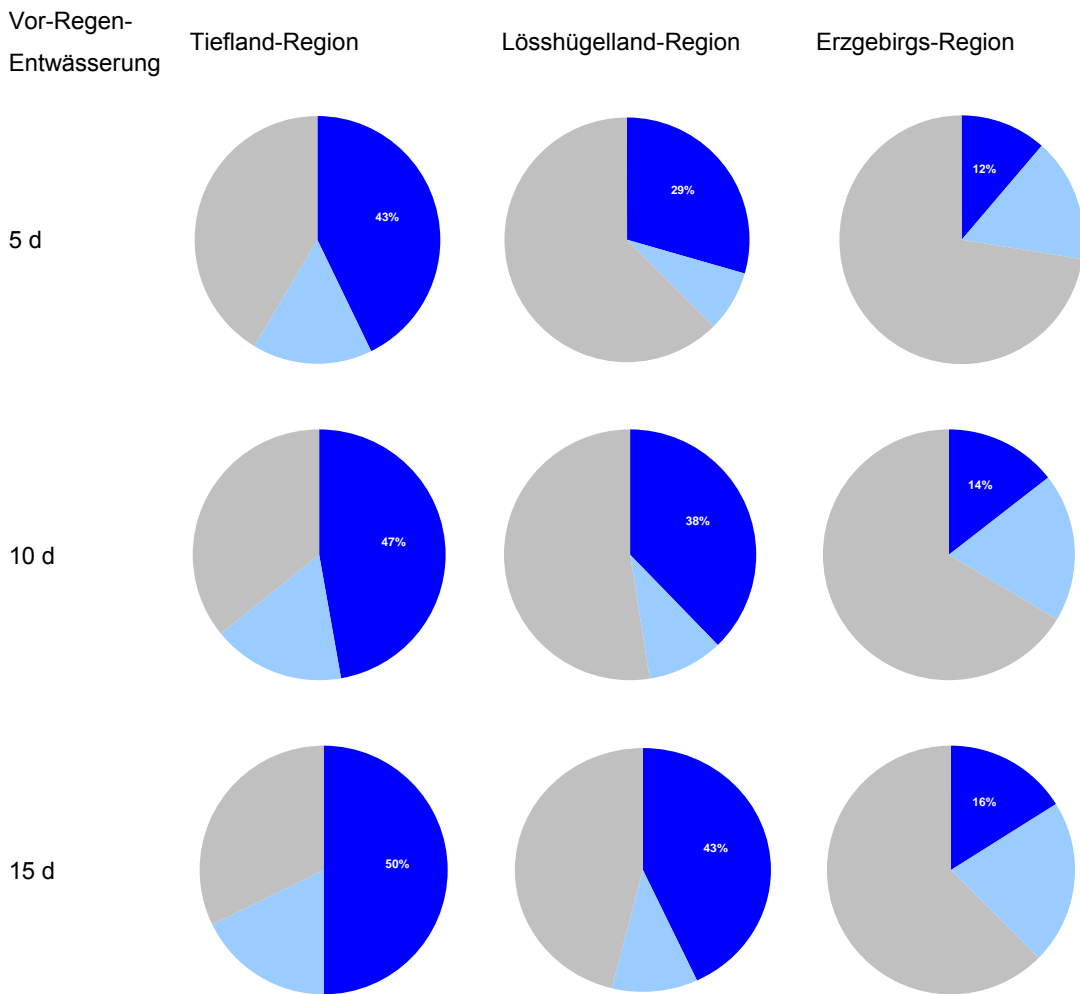 Vor-Regen-
Entwässerung
Tiefland-Region
Lösshügelland-Region
Erzgebirgs-Region
5 d
43%
29%
12%
10 d
47%
38%
14%
15 d
50%
43%
16%